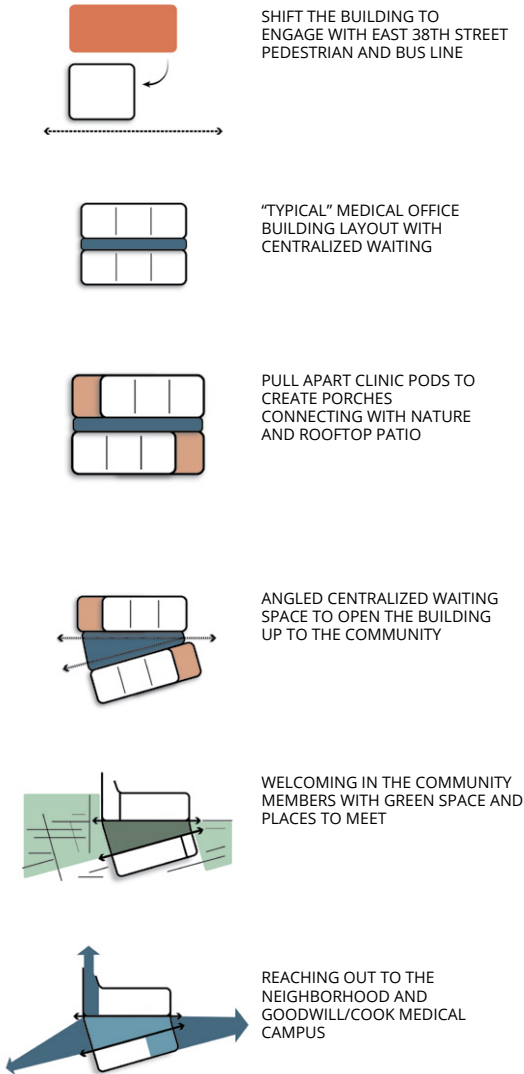 SHIFT THE BUILDING TO
ENGAGE WITH EAST 38TH STREET
PEDESTRIAN AND BUS LINE
“TYPICAL” MEDICAL OFFICE
BUILDING LAYOUT WITH
CENTRALIZED WAITING
PULL APART CLINIC PODS TO
CREATE PORCHES
CONNECTING WITH NATURE
AND ROOFTOP PATIO
ANGLED CENTRALIZED WAITING
SPACE TO OPEN THE BUILDING
UP TO THE COMMUNITY
WELCOMING IN THE COMMUNITY
MEMBERS WITH GREEN SPACE AND
PLACES TO MEET
REACHING OUT TO THE
NEIGHBORHOOD AND
GOODWILL/COOK MEDICAL
CAMPUS